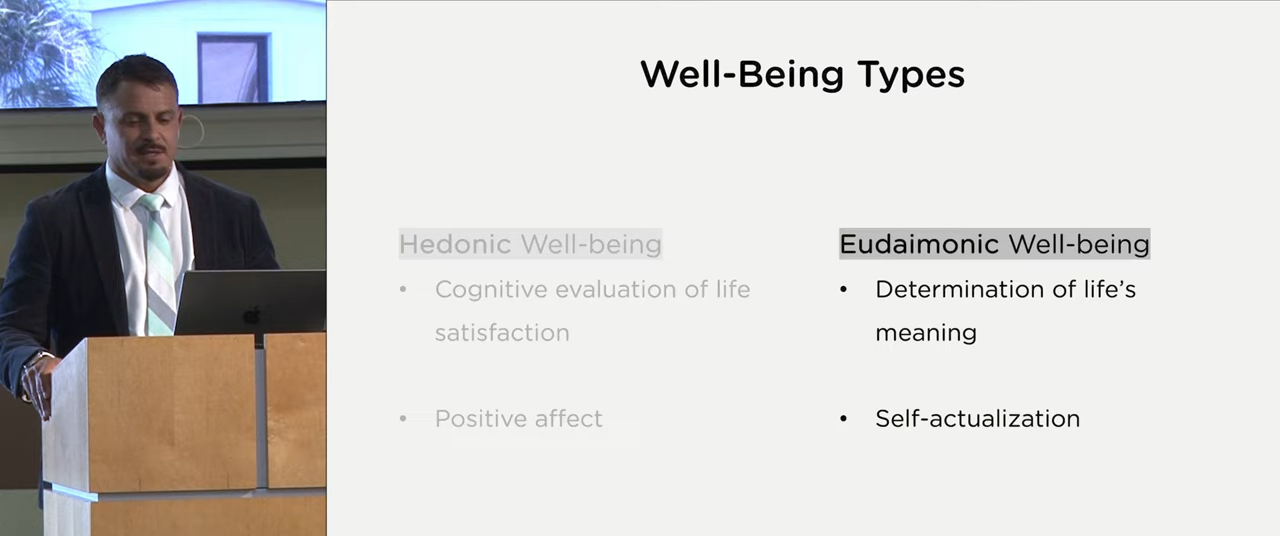 Well-Being Types
Hedonic Well-being
• Cognitive evaluation of life
satisfaction
• Positive affect
Eudaimonic Well-being
• Determination of life’s
meaning
• Self-actualization